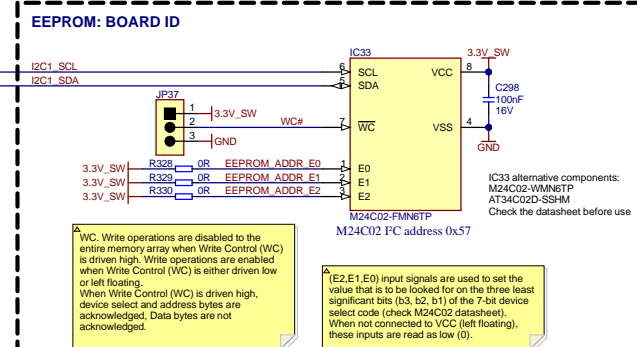 EEPROM: BOARD ID
I2C1_SCL
I2C1_SDA
JP37
1
2
3
3.3V_SW
WC#
GND
3.3V_SW R328 0R EEPROM_ADDR_E0
3.3V_SW R329 0R EEPROM_ADDR_E1
3.3V_SW R330 0R EEPROM_ADDR_E2
IC33
6 SCL
5 SDA
7 WC
1 E0
2 E1
3 E2
VCC 8
VSS 4
M24C02-FMN6TP
M24C02 I²C address 0x57
3.3V_SW
C298
100nF
16V
GND
IC33 alternative components:
M24C02-WMN6TP
AT34C02D-SSHM
Check the datasheet before use
WC. Write operations are disabled to the
entire memory array when Write Control (WC)
is driven high. Write operations are enabled
when Write Control (WC) is either driven low
or left floating.
When Write Control (WC) is driven high,
device select and address bytes are
acknowledged, Data bytes are not
acknowledged.
(E2,E1,E0) input signals are used to set the
value that is to be looked for on the three least
significant bits (b3, b2, b1) of the 7-bit device
select code (check M24C02 datasheet).
When not connected to VCC (left floating),
these inputs are read as low (0).